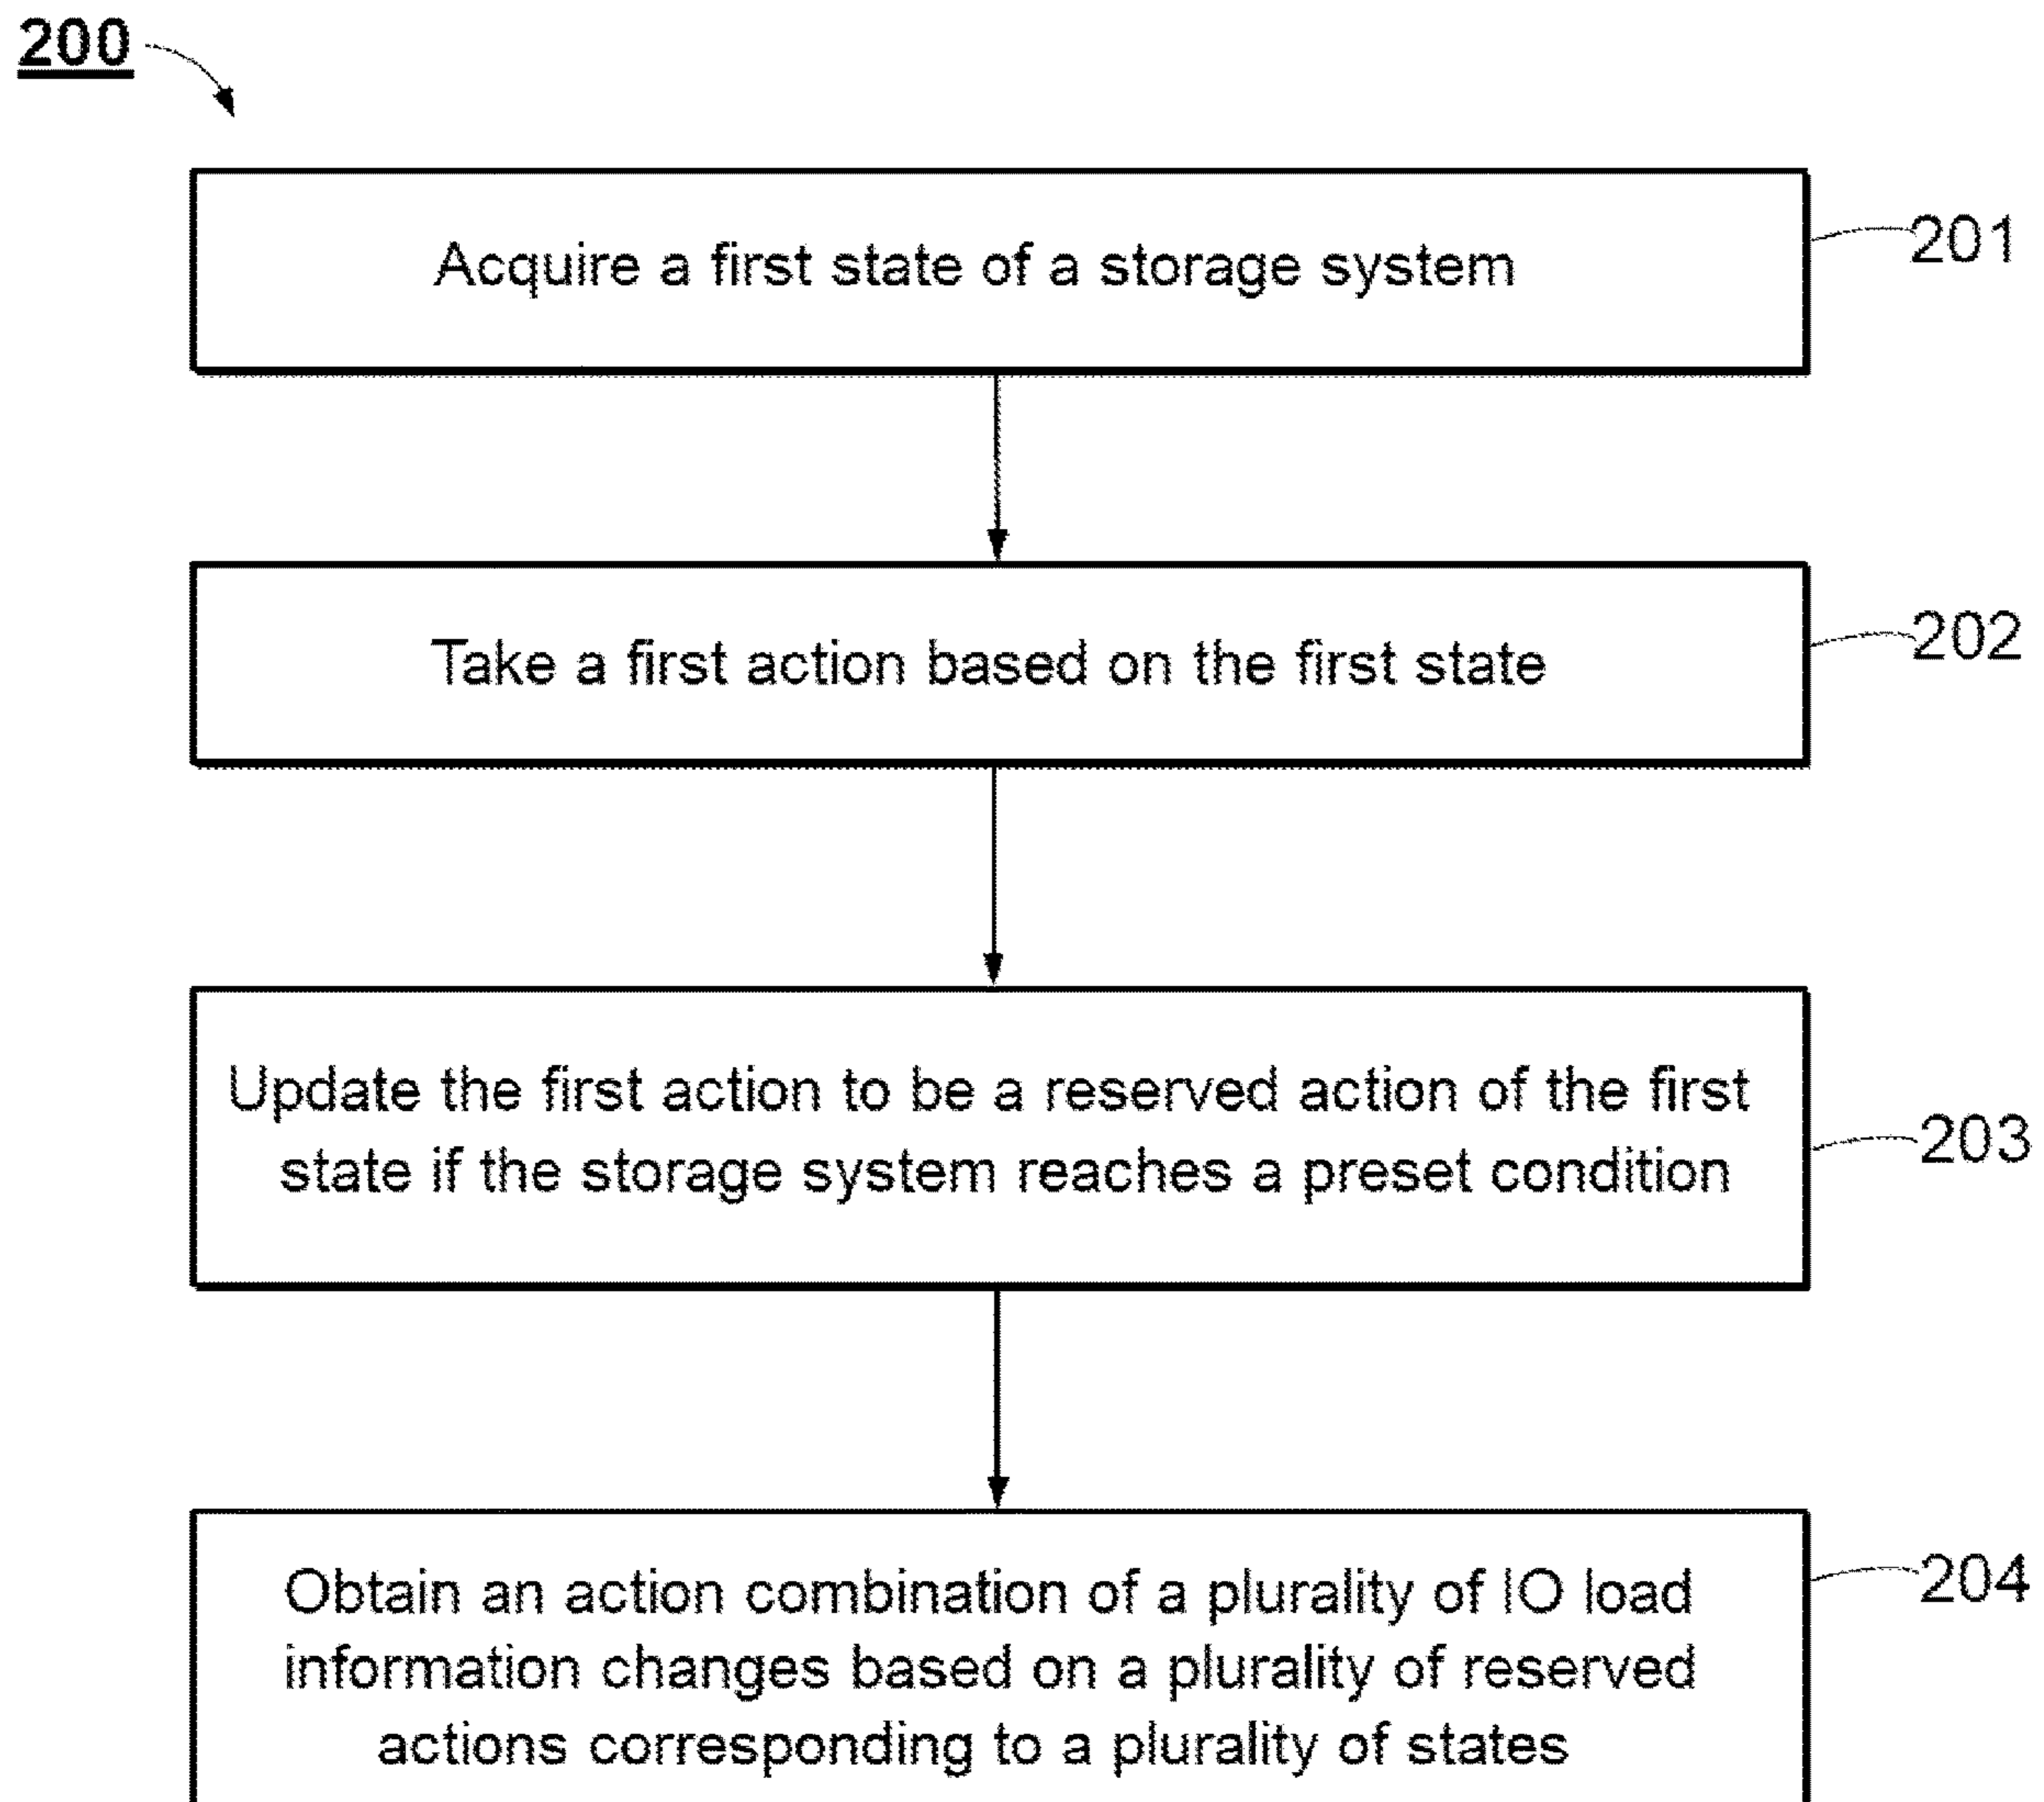 200
Acquire a first state of a storage system
201
Take a first action based on the first state
202
Update the first action to be a reserved action of the first
state if the storage system reaches a preset condition
203
Obtain an action combination of a plurality of IO load
information changes based on a plurality of reserved
actions corresponding to a plurality of states
204